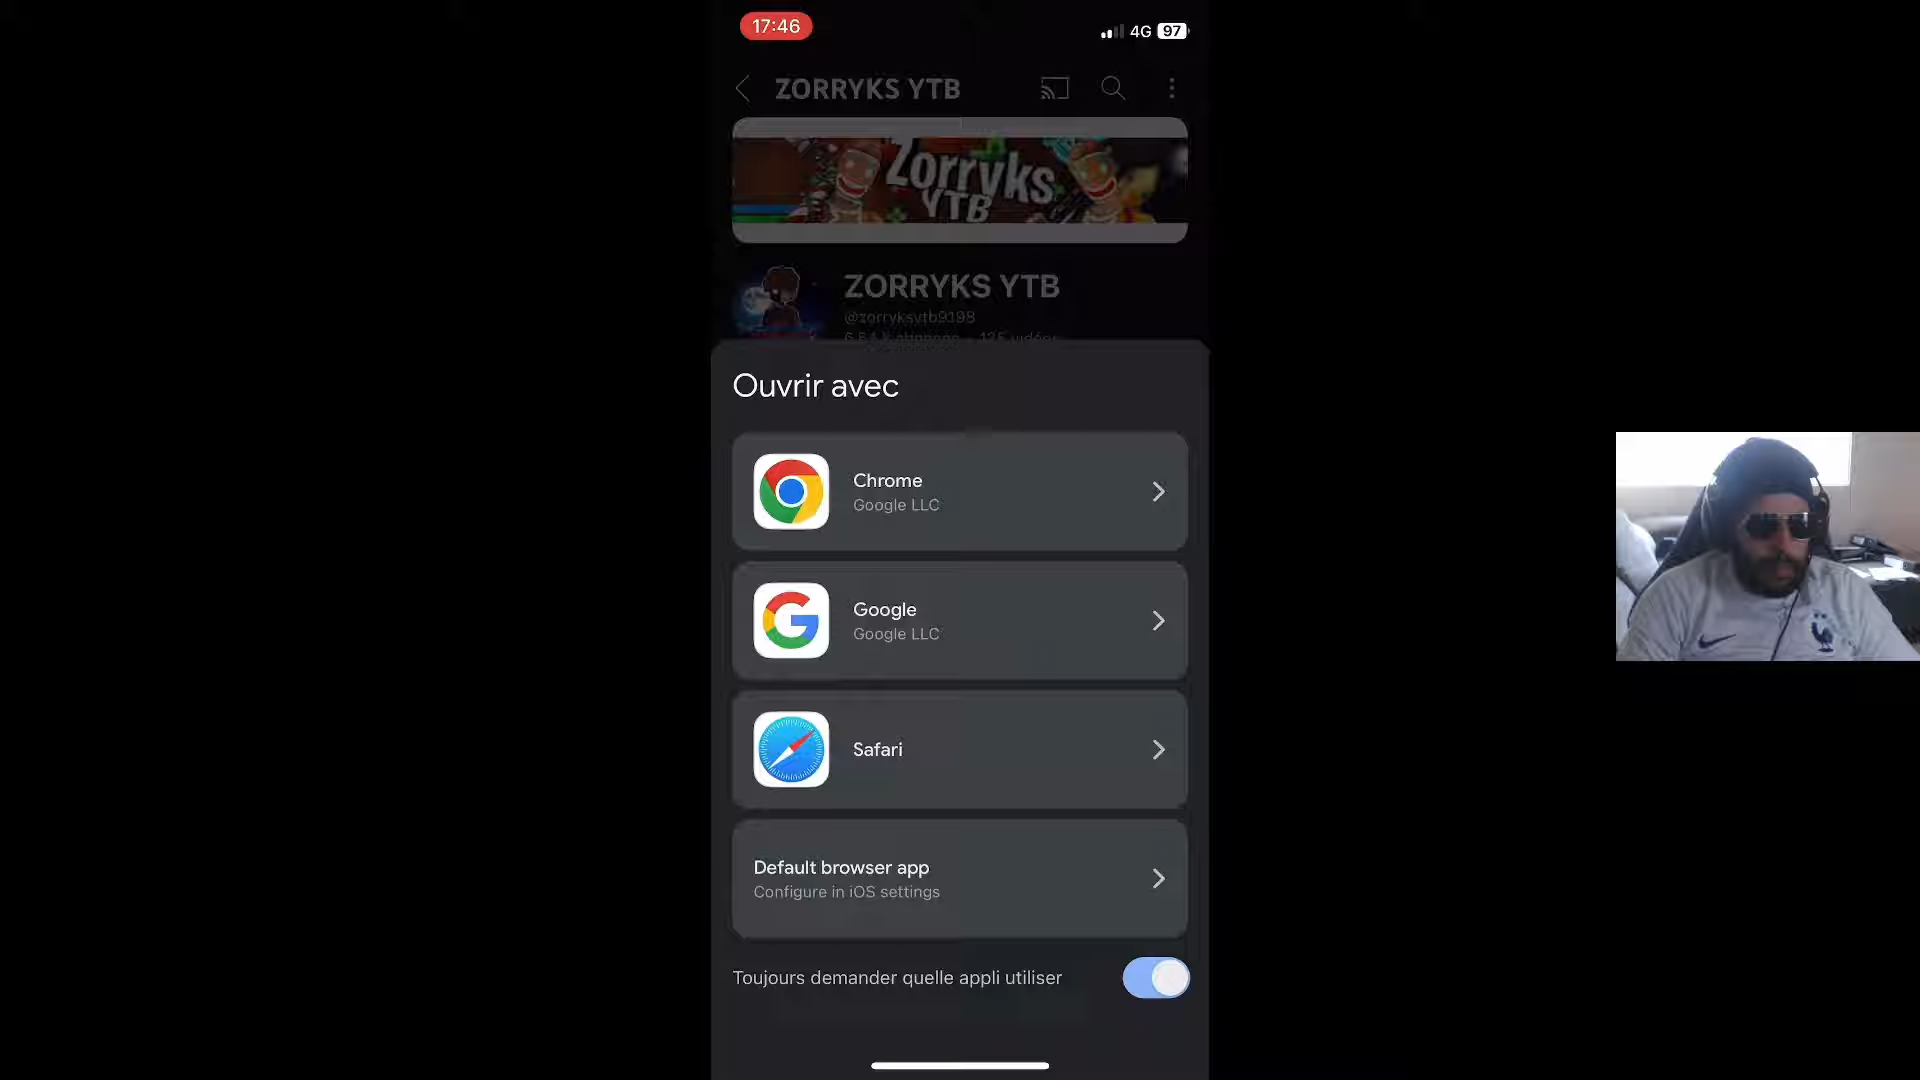 17:46
4G 97
ZORRYKS YTB
Zorryks
YTB
ZORRYKS YTB
@zorryksytb9198
Ouvrir avec
Chrome
Google LLC
Google
Google LLC
Safari
Default browser app
Configure in iOS settings
Toujours demander quelle appli utiliser